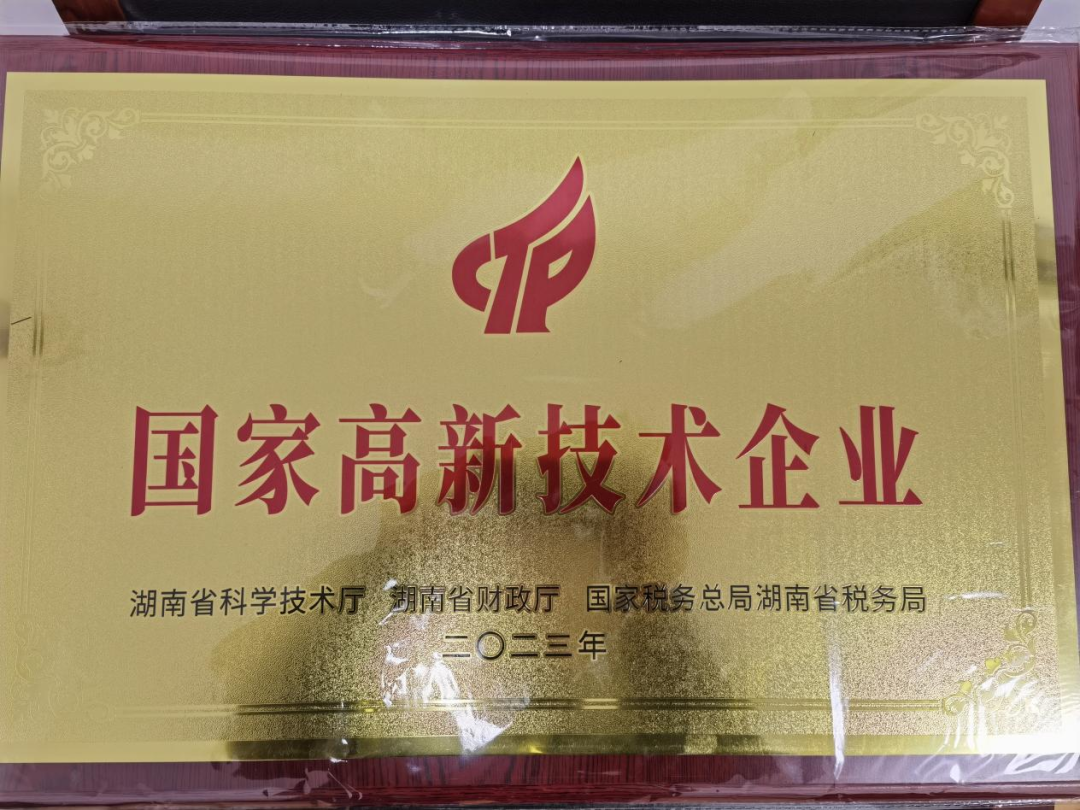 CTP
国家高新技术企业
湖南省科学技术厅 湖南省财政厅 国家税务总局湖南省税务局
二〇二三年